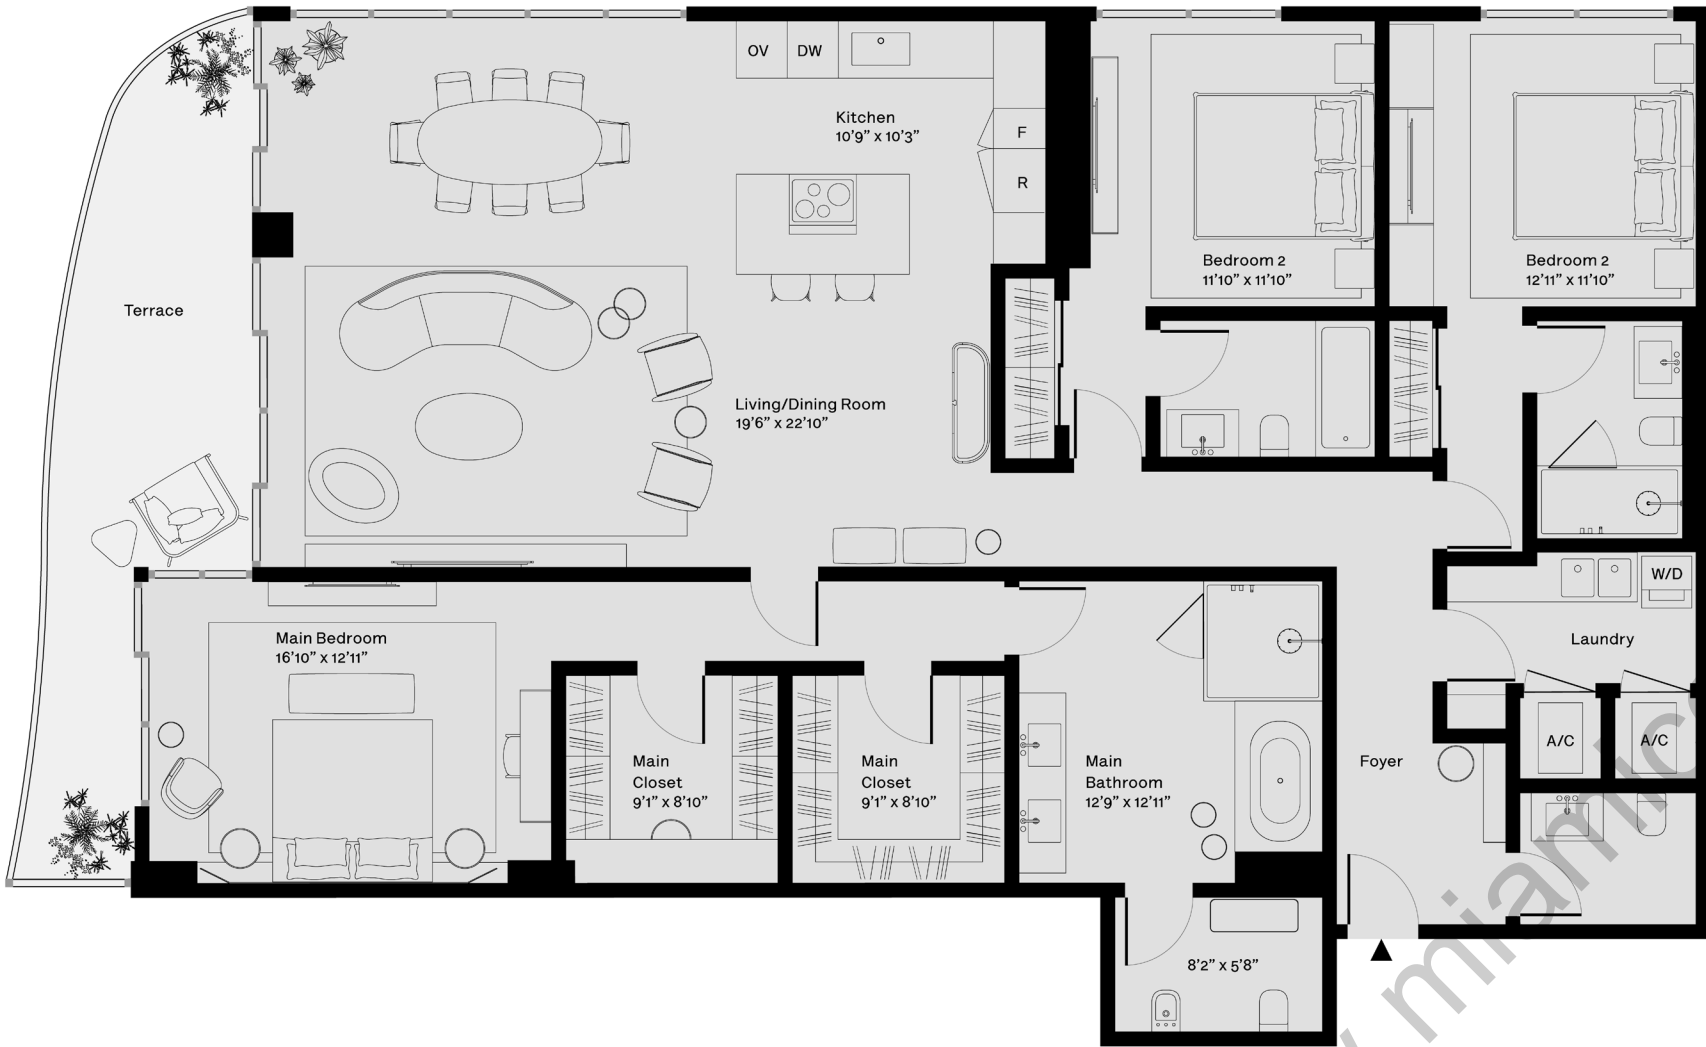 OV
DW
Kitchen
10’9” x 10’3”
F
R
Bedroom 2
11’10” x 11’10”
Bedroom 2
12’11” x 11’10”
Terrace
Living/Dining Room
19’6” x 22’10”
W/D
Laundry
Main Bedroom
16’10” x 12’11”
A/C
A/C
Main
Closet
9’1” x 8’10”
Main
Closet
9’1” x 8’10”
Main
Bathroom
12’9” x 12’11”
Foyer
8’2” x 5’8”